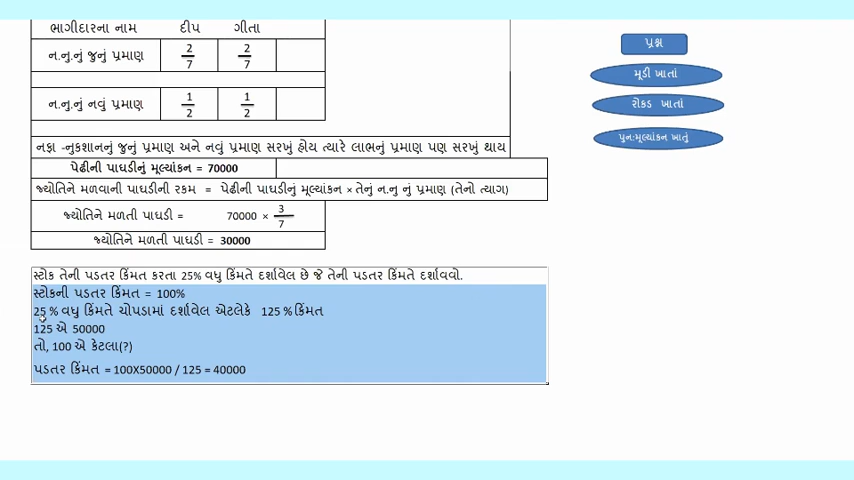 ભાગીદારના નામ દીપ ગીતા
ન.નુ.નું જુનું પ્રમાણ 2/7 2/7
ન.નુ.નું નવું પ્રમાણ 1/2 1/2
નફા -નુકશાનનું જુનું પ્રમાણ અને નવું પ્રમાણ સરખું હોય ત્યારે લાભનું પ્રમાણ પણ સરખું થાય
પેઢીની પાઘડીનું મૂલ્યાંકન = 70000
જ્યોતિને મળવાની પાઘડીની રકમ = પેઢીની પાઘડીનું મૂલ્યાંકન × તેનું ન.નુ નું પ્રમાણ (તેનો ત્યાગ)
જ્યોતિને મળતી પાઘડી = 70000 × 3/7
જ્યોતિને મળતી પાઘડી = 30000
સ્ટોક તેની પડતર કિંમત કરતા 25% વધુ કિંમતે દર્શાવેલ છે જે તેની પડતર કિંમતે દર્શાવવો.
સ્ટોકની પડતર કિંમત = 100%
25 % વધુ કિંમતે ચોપડામાં દર્શાવેલ એટલેકે 125 % કિંમત
125 એ 50000
તો, 100 એ કેટલા(?)
પડતર કિંમત = 100X50000 / 125 = 40000
પ્રશ્ન
મૂડી ખાતાં
રોકડ ખાતાં
પુન:મૂલ્યાંકન ખાતું